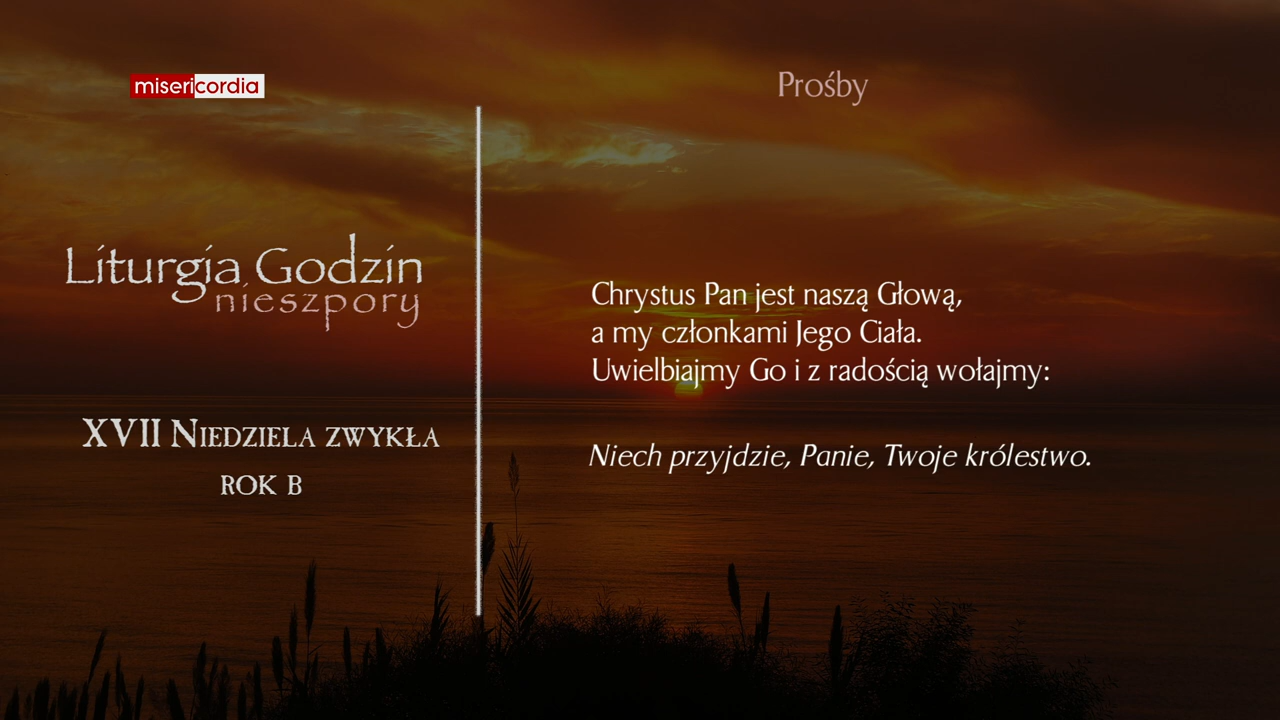 misericordia
Prośby
Liturgia Godzin
nieszpory
XVII Niedziela zwykła
rok B
Chrystus Pan jest naszą Głową,
a my członkami Jego Ciała.
Uwielbiajmy Go i z radością wołajmy:
Niech przyjdzie, Panie, Twoje królestwo.